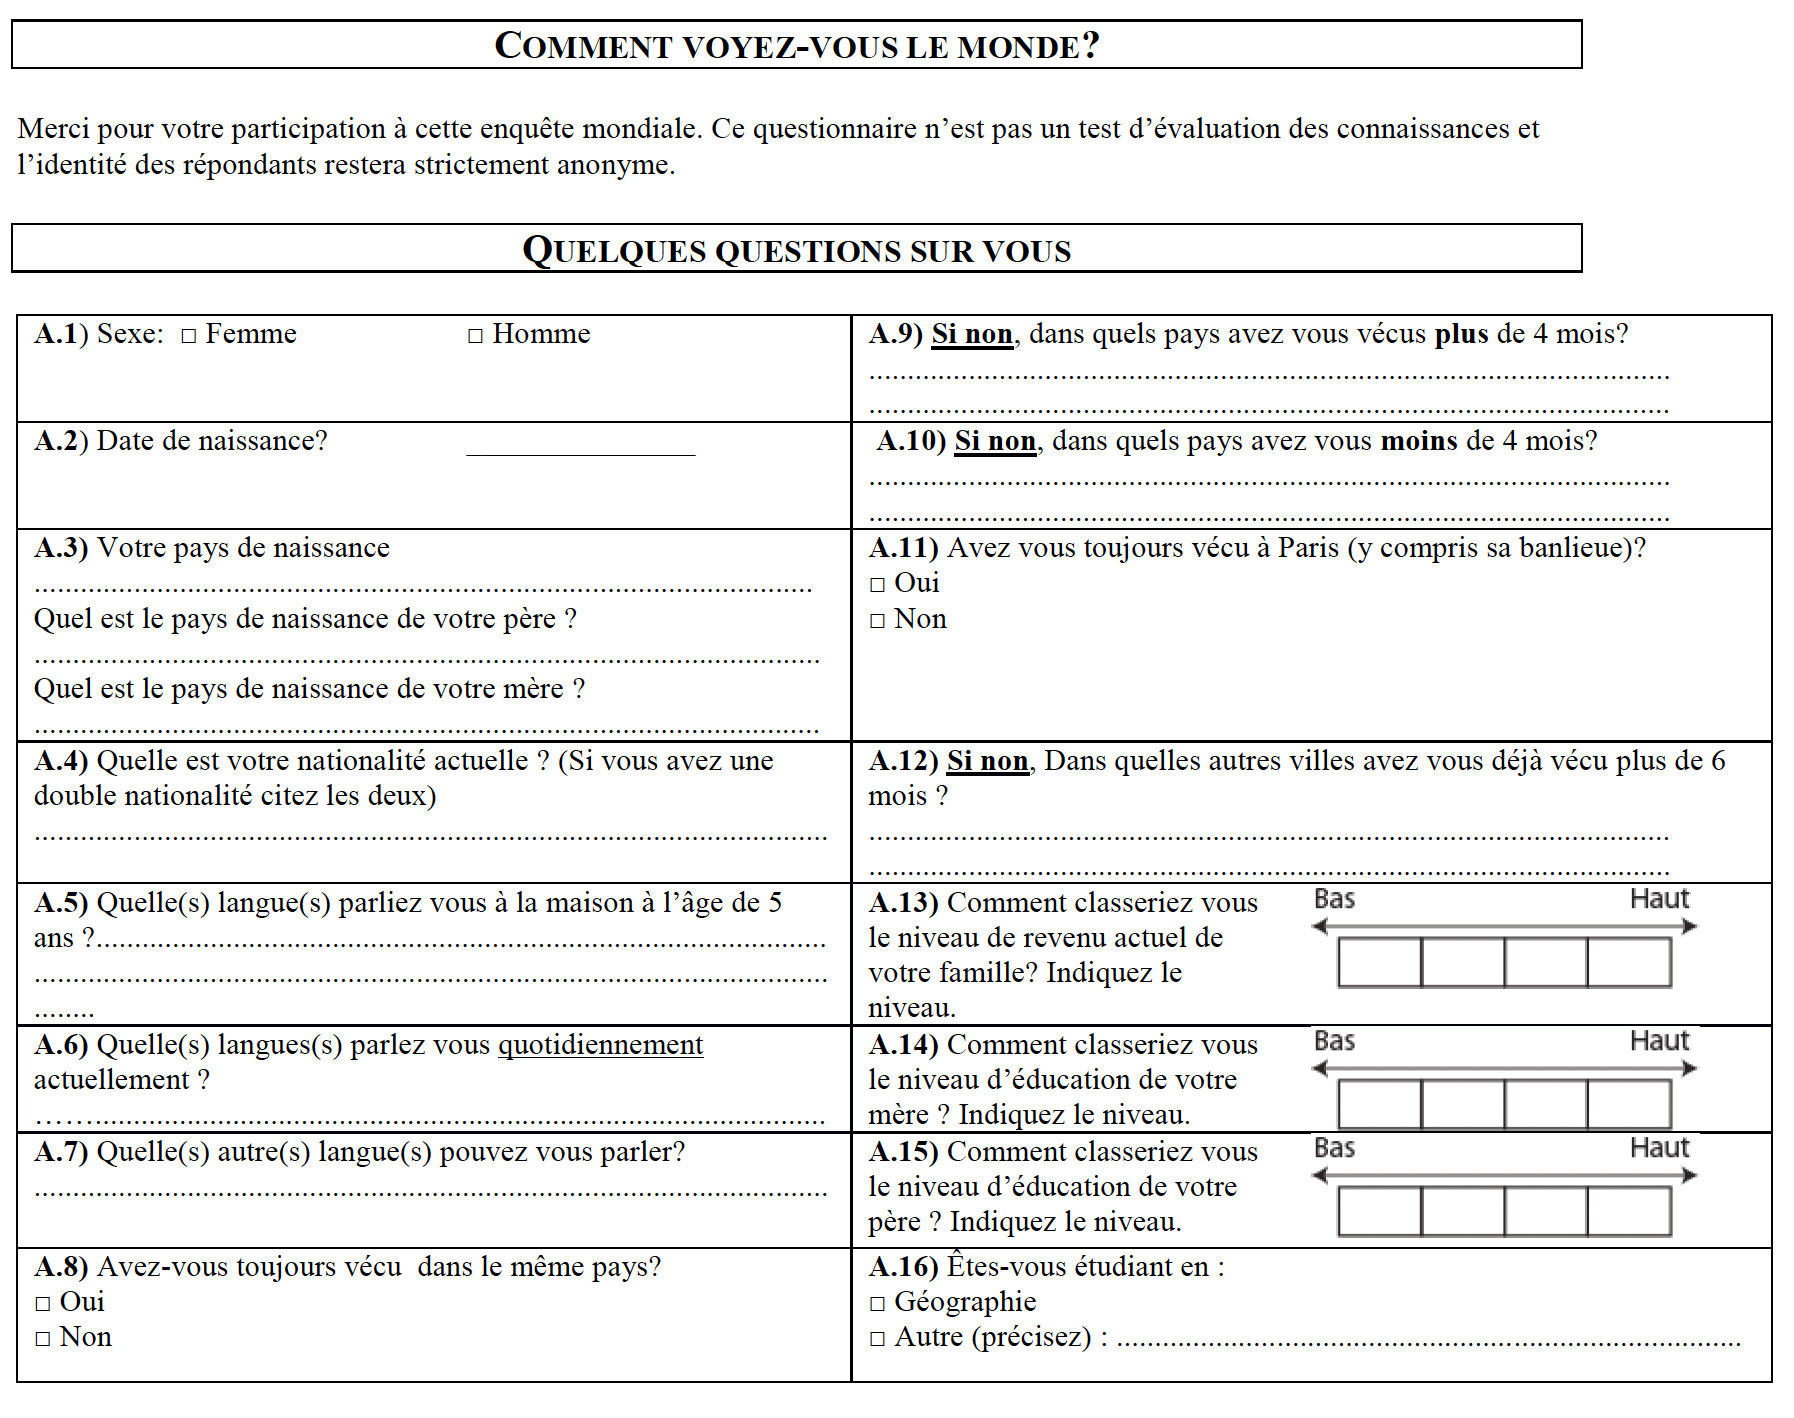 COMMENT VOYEZ-VOUS LE MONDE?
Merci pour votre participation à cette enquête mondiale. Ce questionnaire n’est pas un test d’évaluation des connaissances et
l’identité des répondants restera strictement anonyme.
QUELQUES QUESTIONS SUR VOUS
A.1) Sexe: □ Femme □ Homme
A.2) Date de naissance? _______________
A.3) Votre pays de naissance
Quel est le pays de naissance de votre père ?
Quel est le pays de naissance de votre mère ?
A.4) Quelle est votre nationalité actuelle ? (Si vous avez une
double nationalité citez les deux)
A.5) Quelle(s) langue(s) parliez vous à la maison à l’âge de 5
ans ?
A.6) Quelle(s) langues(s) parlez vous quotidiennement
actuellement ?
A.7) Quelle(s) autre(s) langue(s) pouvez vous parler?
A.8) Avez-vous toujours vécu dans le même pays?
□ Oui
□ Non
A.9) Si non, dans quels pays avez vous vécus plus de 4 mois?
A.10) Si non, dans quels pays avez vous moins de 4 mois?
A.11) Avez vous toujours vécu à Paris (y compris sa banlieue)?
□ Oui
□ Non
A.12) Si non, Dans quelles autres villes avez vous déjà vécu plus de 6
mois ?
A.13) Comment classeriez vous
le niveau de revenu actuel de
votre famille? Indiquez le
niveau.
Bas Haut
A.14) Comment classeriez vous
le niveau d’éducation de votre
mère ? Indiquez le niveau.
Bas Haut
A.15) Comment classeriez vous
le niveau d’éducation de votre
père ? Indiquez le niveau.
Bas Haut
A.16) Êtes-vous étudiant en :
□ Géographie
□ Autre (précisez) :